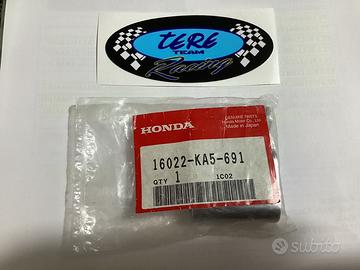 TERE
TEAM
Racing
HONDA
GENUINE PARTS
Honda Motor Co., Ltd.
Made in Japan
16022-KA5-691
QTY 1 1C02
subito